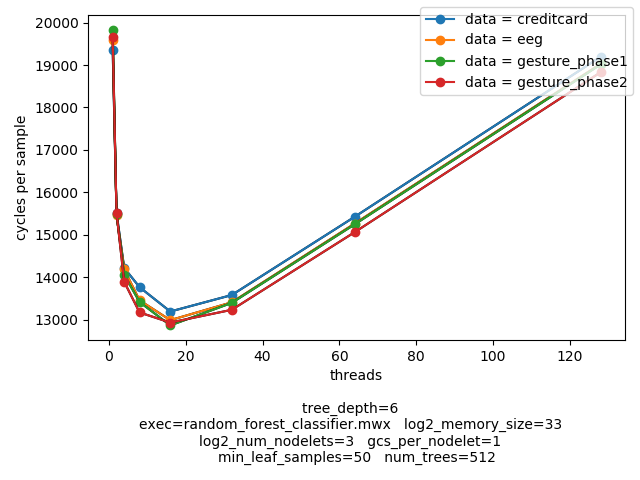 data = creditcard
data = eeg
data = gesture_phase1
data = gesture_phase2
20000
19000
18000
17000
16000
15000
14000
13000
cycles per sample
0 20 40 60 80 100 120
threads
tree_depth=6
exec=random_forest_classifier.mwx log2_memory_size=33
log2_num_nodelets=3 gcs_per_nodelet=1
min_leaf_samples=50 num_trees=512